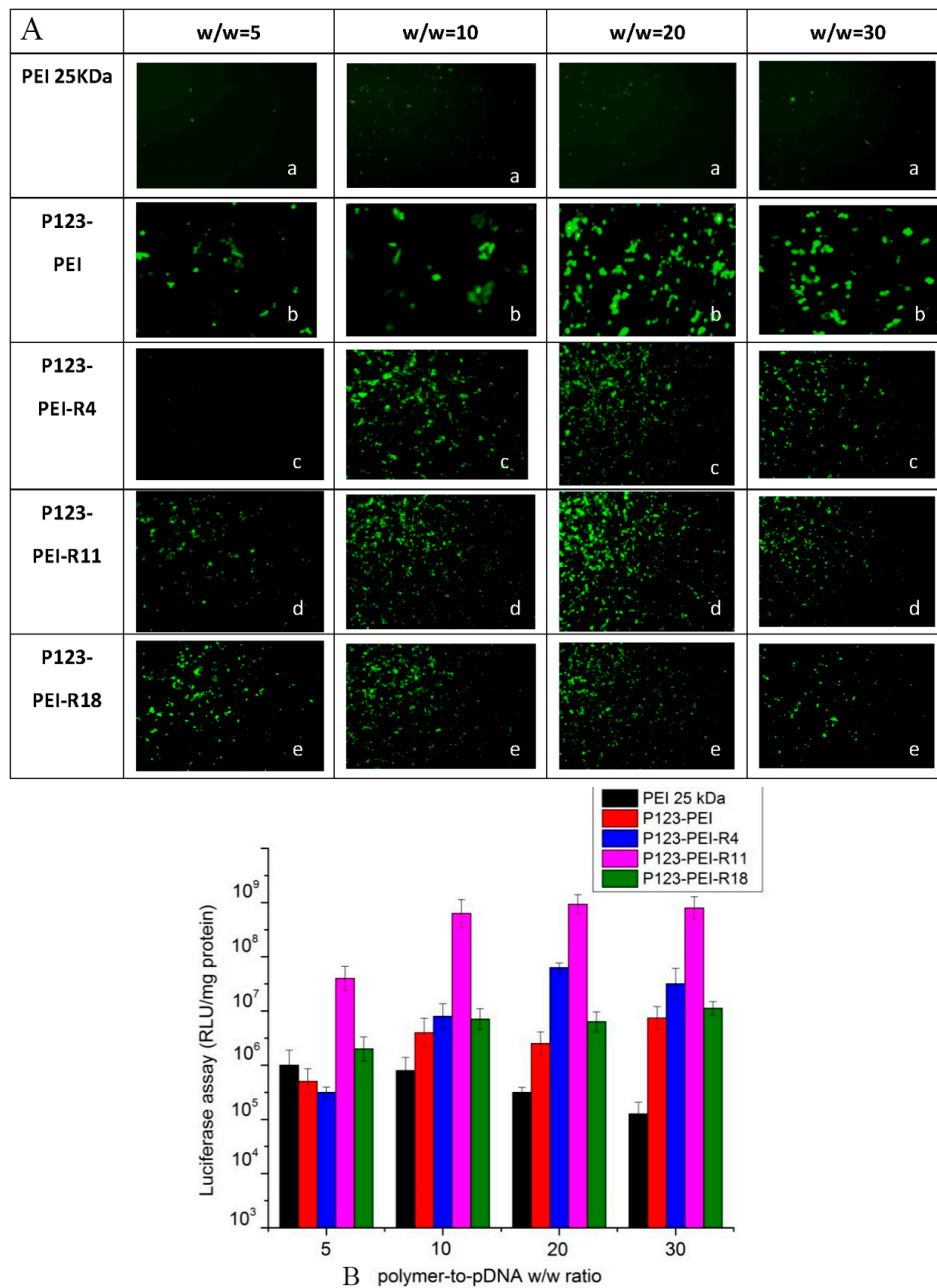 A
w/w=5
w/w=10
w/w=20
w/w=30
PEI 25KDa
a
a
a
a
P123-
PEI
b
b
b
b
P123-
PEI-R4
c
c
c
c
P123-
PEI-R11
d
d
d
d
P123-
PEI-R18
e
e
e
e
PEI 25 kDa
P123-PEI
P123-PEI-R4
P123-PEI-R11
P123-PEI-R18
Luciferase assay (RLU/mg protein)
10⁹
10⁸
10⁷
10⁶
10⁵
10⁴
10³
5
10
20
30
B
polymer-to-pDNA w/w ratio